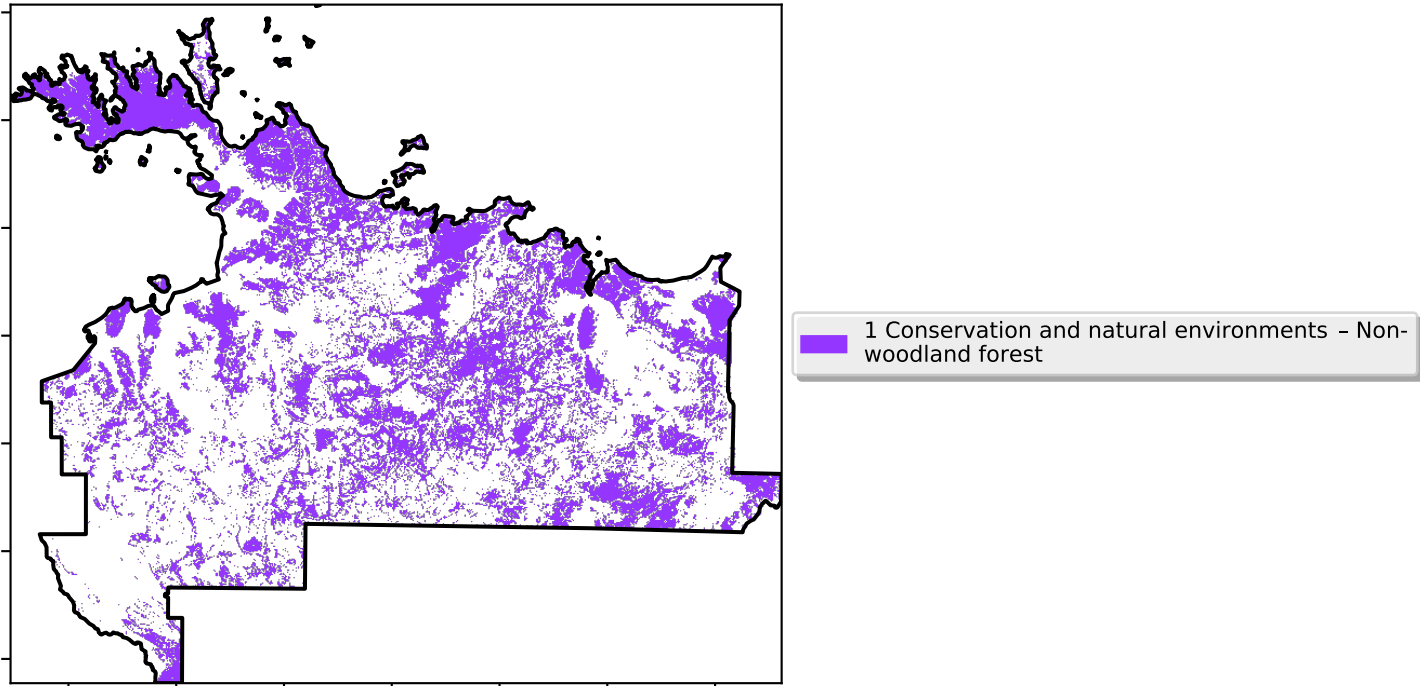 1 Conservation and natural environments – Non-
woodland forest